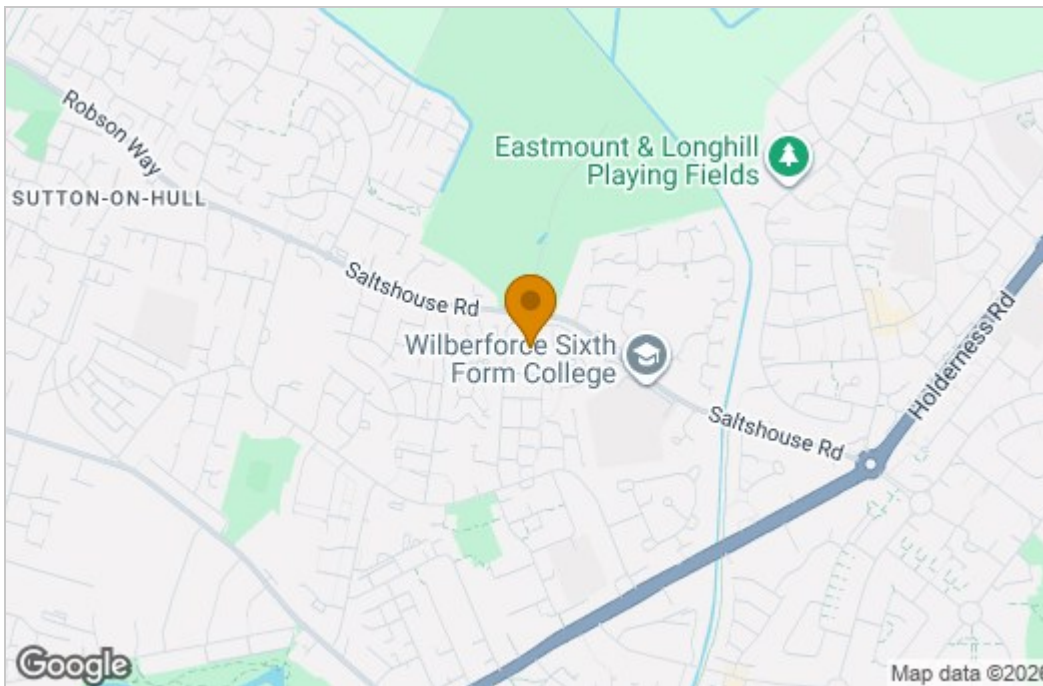 Eastmount & Longhill
Playing Fields
Robson Way
SUTTON-ON-HULL
Saltshouse Rd
Wilberforce Sixth
Form College
Holderness Rd
Saltshouse Rd
Google
Map data ©2026